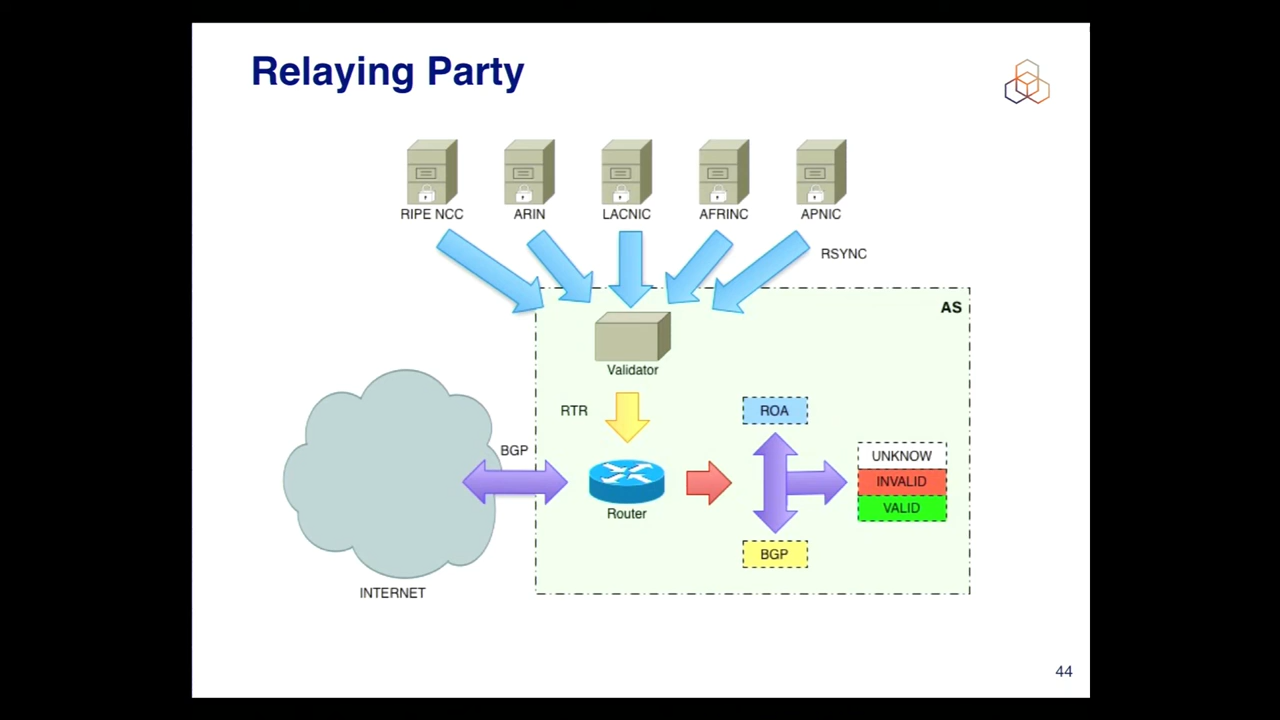 Relaying Party
RIPE NCC
ARIN
LACNIC
AFRINC
APNIC
RSYNC
AS
Validator
RTR
ROA
BGP
UNKNOW
INVALID
VALID
Router
BGP
INTERNET
44